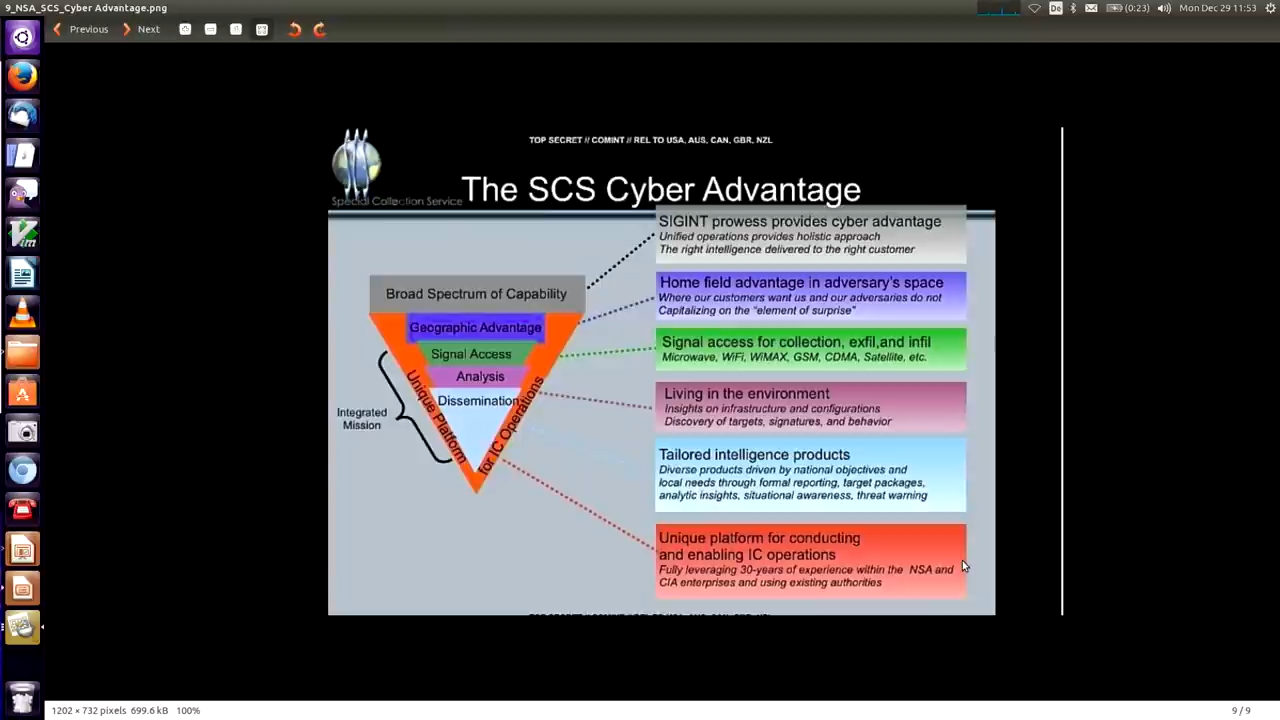 9_NSA_SCS_Cyber Advantage.png
De
(0:23)
Mon Dec 29 11:53
Previous
Next
TOP SECRET // COMINT // REL TO USA, AUS, CAN, GBR, NZL
Special Collection Service
The SCS Cyber Advantage
SIGINT prowess provides cyber advantage
Unified operations provides holistic approach
The right intelligence delivered to the right customer
Broad Spectrum of Capability
Home field advantage in adversary's space
Where our customers want us and our adversaries do not
Capitalizing on the "element of surprise"
Geographic Advantage
Signal Access
Signal access for collection, exfil,and infil
Microwave, WiFi, WiMAX, GSM, CDMA, Satellite, etc.
Analysis
Dissemination
Living in the environment
Insights on infrastructure and configurations
Discovery of targets, signatures, and behavior
Integrated
Mission
Unique Platform
for IC Operations
Tailored intelligence products
Diverse products driven by national objectives and
local needs through formal reporting, target packages,
analytic insights, situational awareness, threat warning
Unique platform for conducting
and enabling IC operations
Fully leveraging 30-years of experience within the NSA and
CIA enterprises and using existing authorities
1202 × 732 pixels 699.6 kB 100%
9 / 9